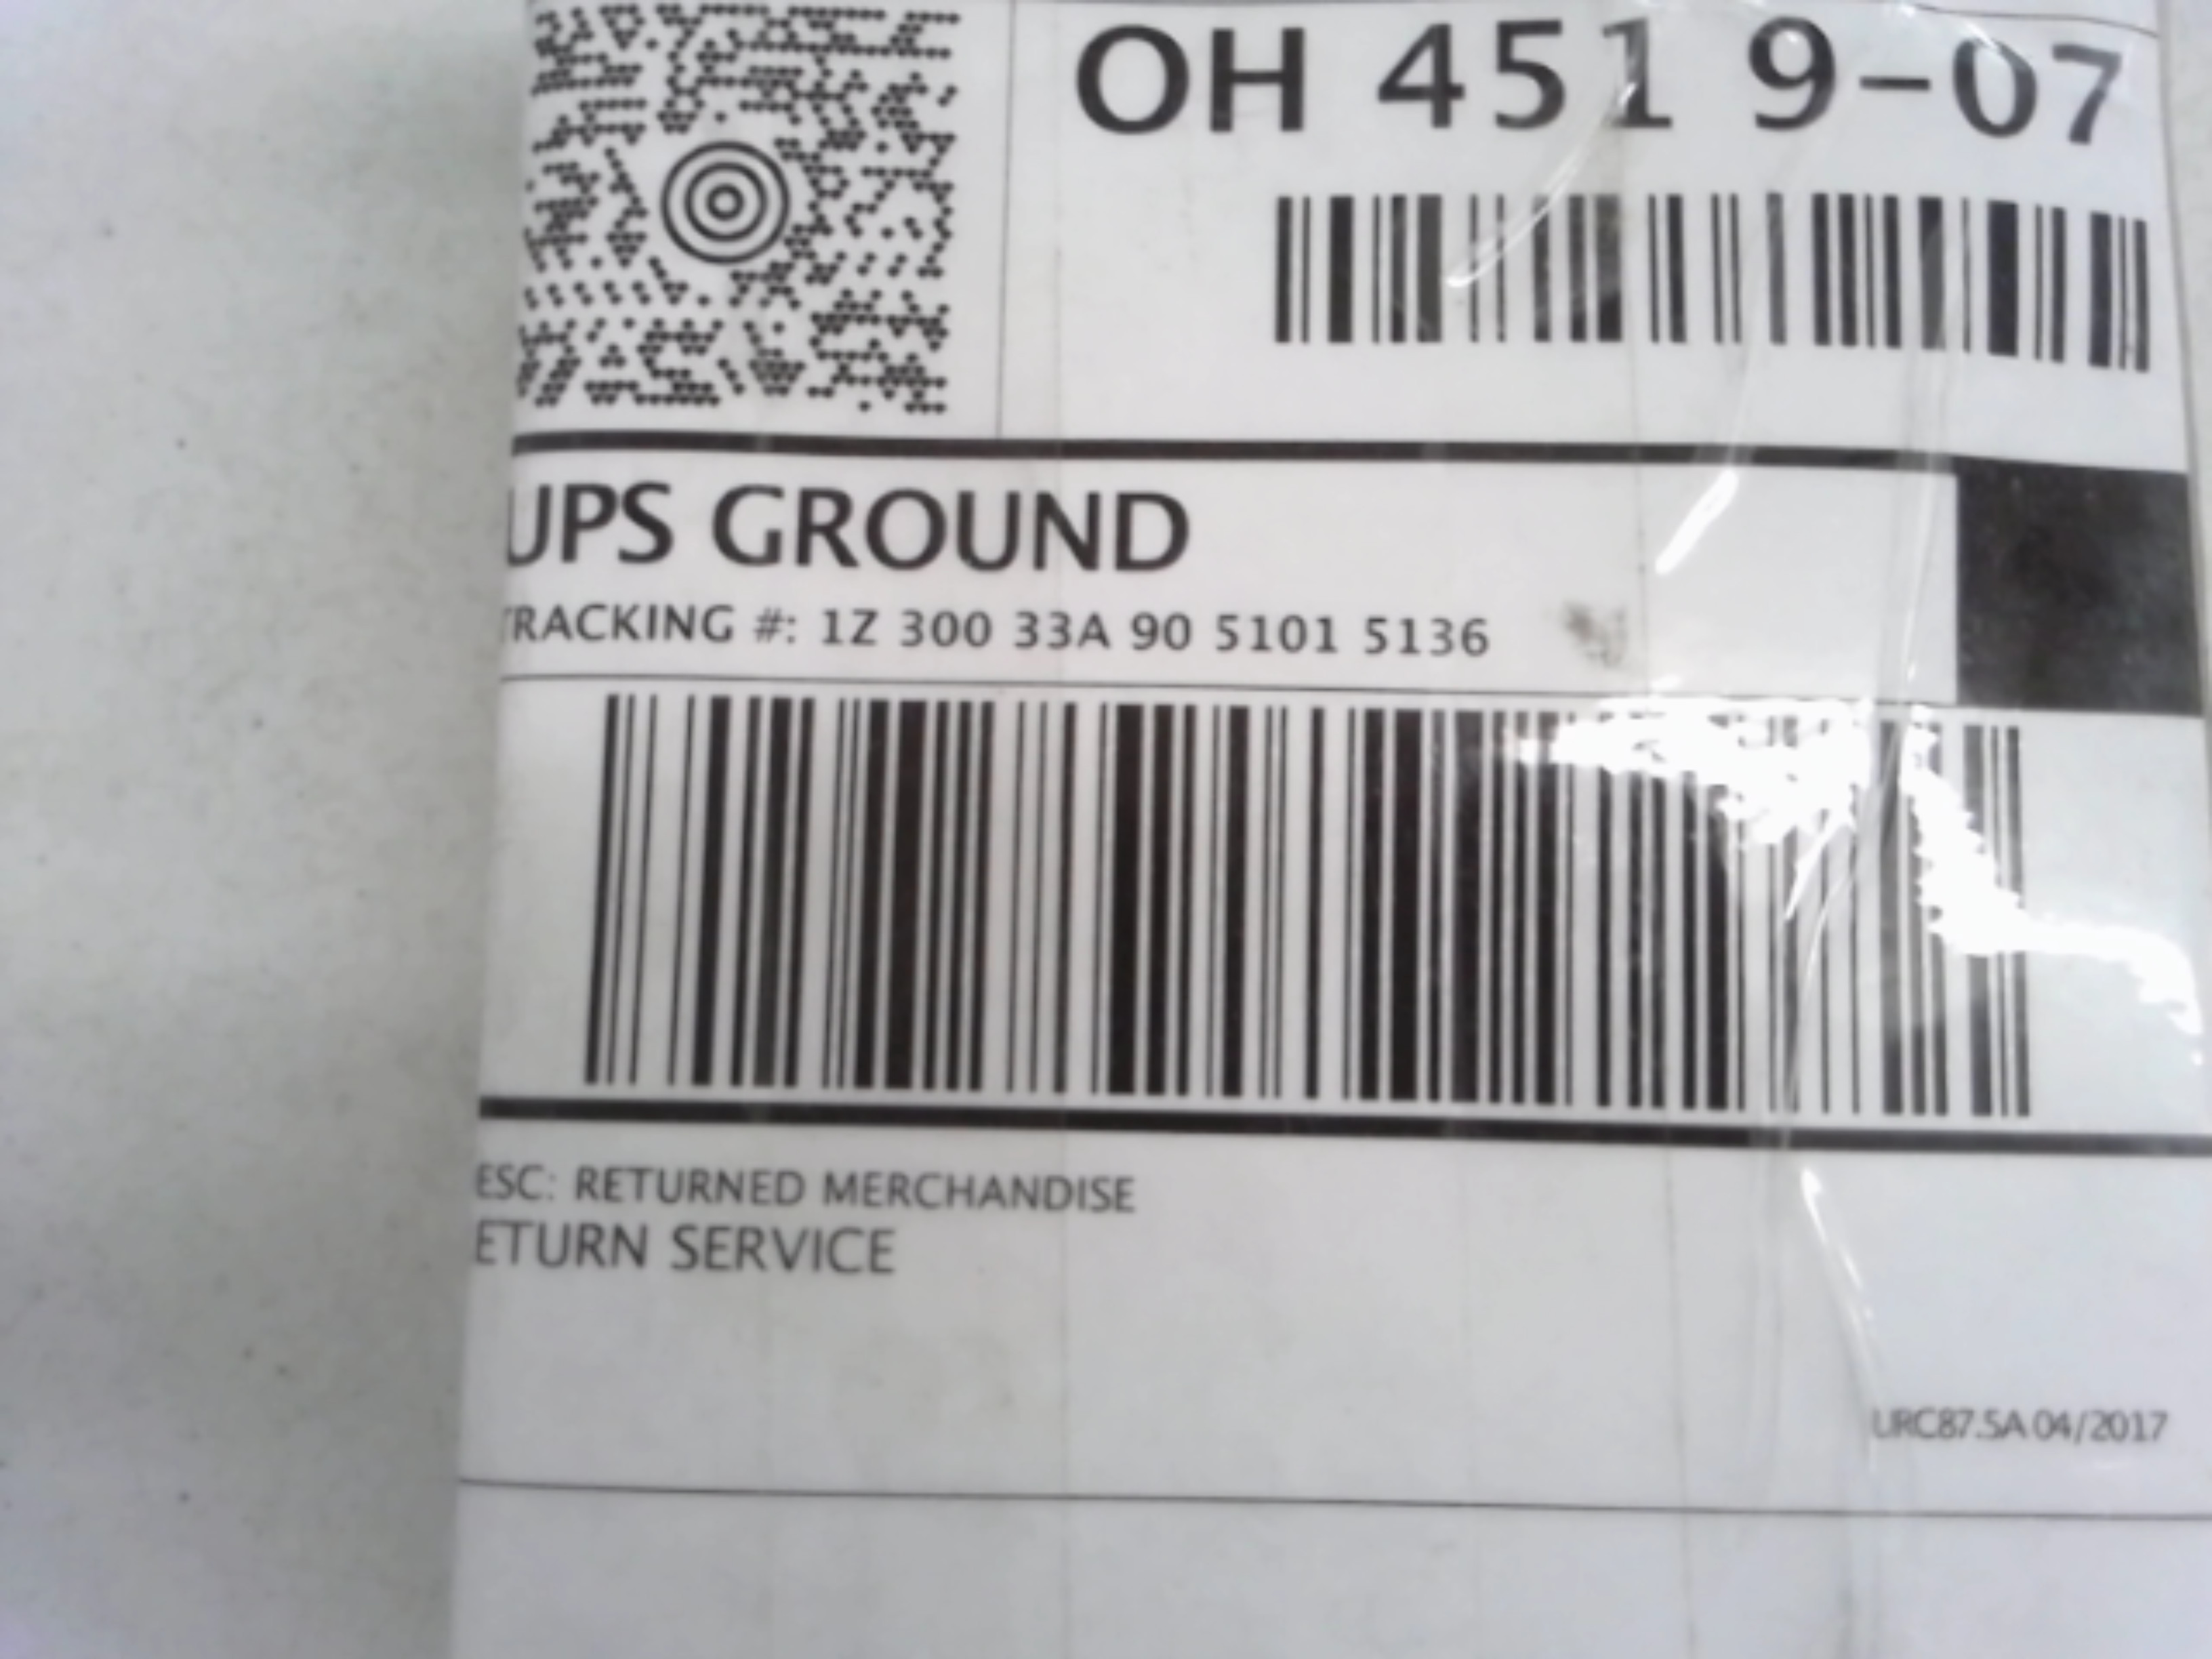 OH 451 9-07
UPS GROUND
TRACKING #: 1Z 300 33A 90 5101 5136
ESC: RETURNED MERCHANDISE
ETURN SERVICE
URC87.5A 04/2017